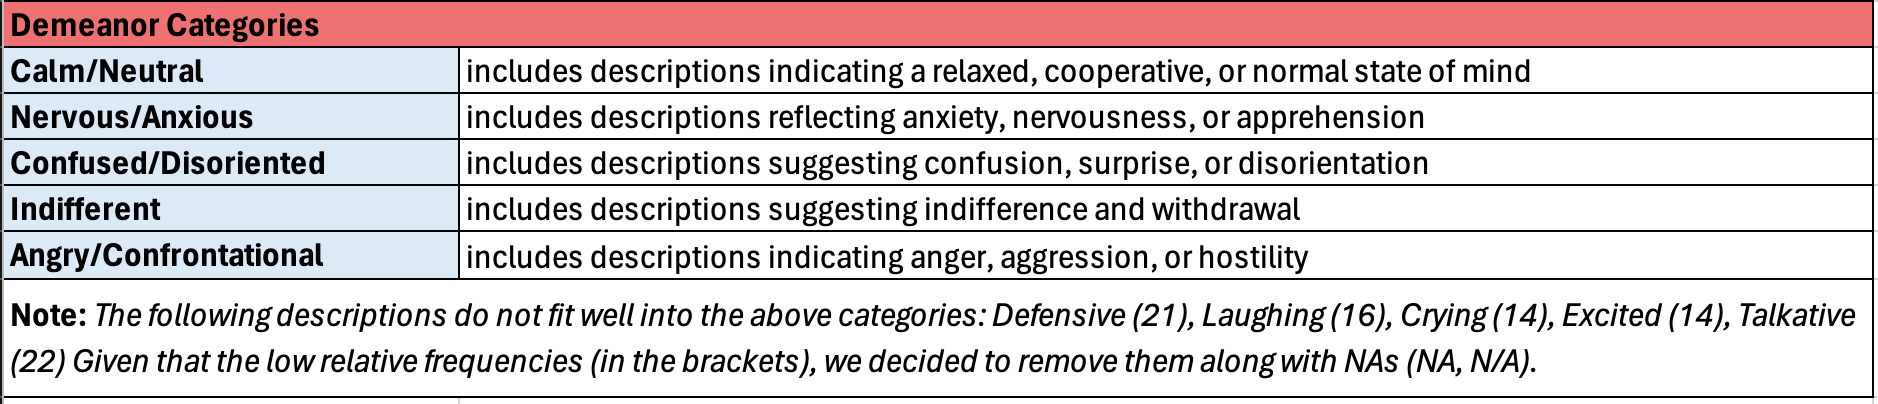 Demeanor Categories
Calm/Neutral includes descriptions indicating a relaxed, cooperative, or normal state of mind
Nervous/Anxious includes descriptions reflecting anxiety, nervousness, or apprehension
Confused/Disoriented includes descriptions suggesting confusion, surprise, or disorientation
Indifferent includes descriptions suggesting indifference and withdrawal
Angry/Confrontational includes descriptions indicating anger, aggression, or hostility
Note: The following descriptions do not fit well into the above categories: Defensive (21), Laughing (16), Crying (14), Excited (14), Talkative
(22) Given that the low relative frequencies (in the brackets), we decided to remove them along with NAs (NA, N/A).